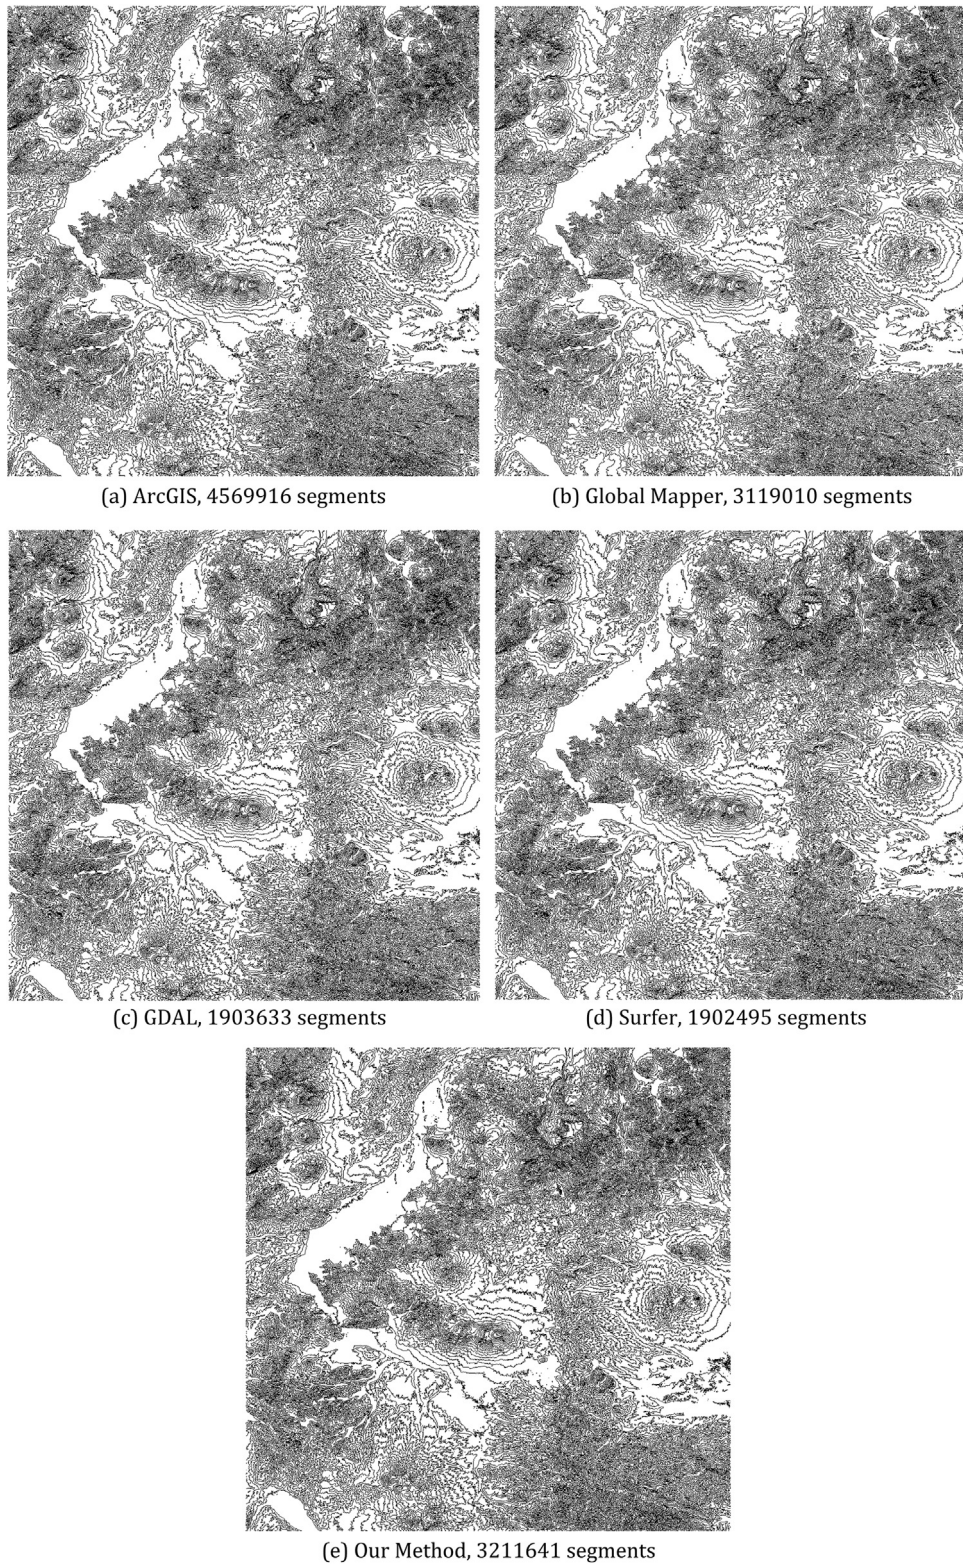 (a) ArcGIS, 4569916 segments
(b) Global Mapper, 3119010 segments
(c) GDAL, 1903633 segments
(d) Surfer, 1902495 segments
(e) Our Method, 3211641 segments